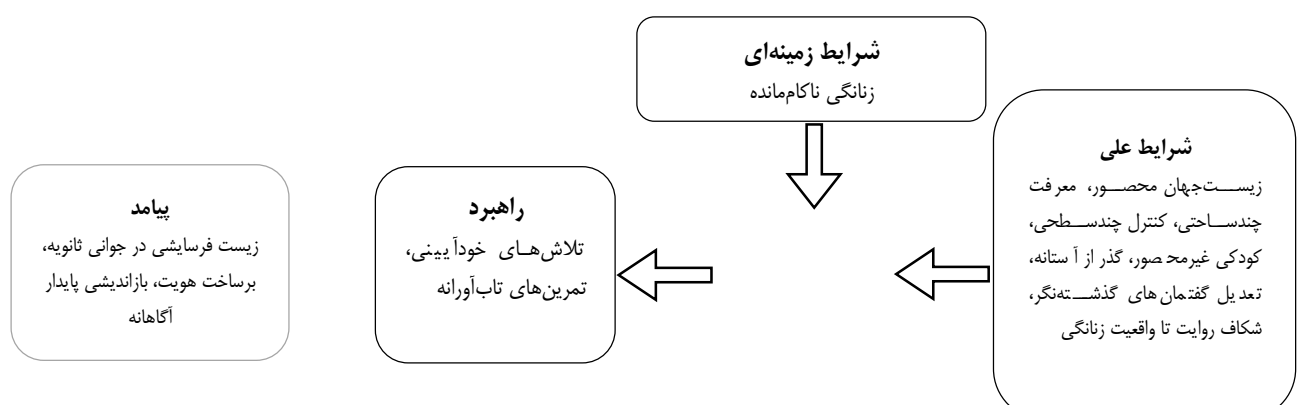 شرایط زمینه‌ای
زنانگی ناکام‌مانده
شرایط علی
زیست‌جهان محصور، معرفت
چندساحتی، کنترل چندسطحی،
کودکی غیرمحصور، گذر از آستانه،
تعدیل گفتمان‌های گذشته‌نگر،
شکاف روایت تا واقعیت زنانگی
راهبرد
تلاش‌های خودآیینی،
تمرین‌های تاب‌آورانه
پیامد
زیست فرسایشی در جوانی ثانویه،
برساخت هویت، بازاندیشی پایدار
آگاهانه